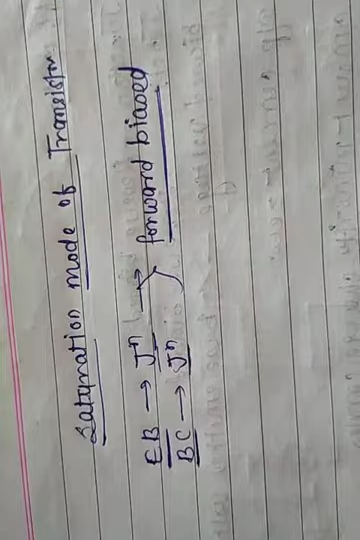 Saturation mode of Transistor
EB → Jⁿ → forward biased
BC → Jⁿ